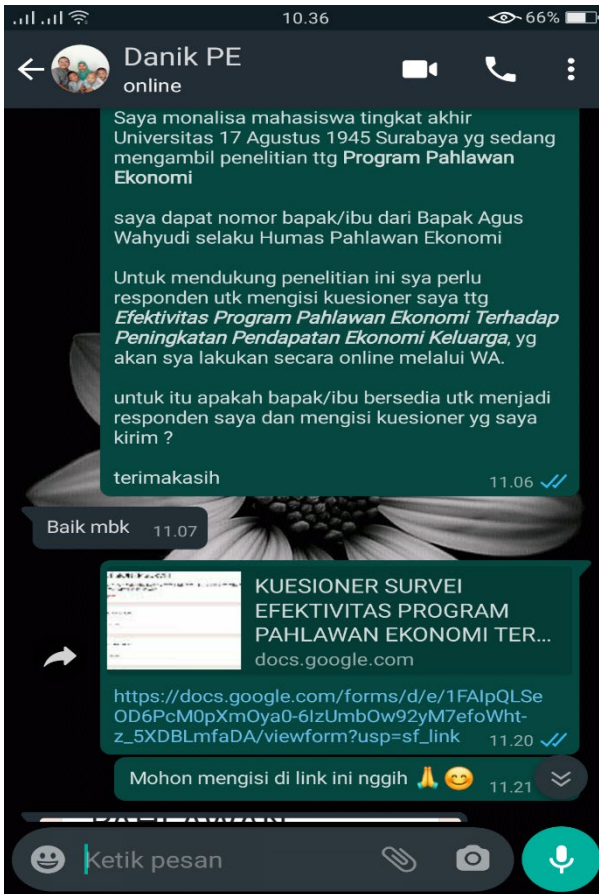 10.36
66%
Danik PE
online
Saya monalisa mahasiswa tingkat akhir
Universitas 17 Agustus 1945 Surabaya yg sedang
mengambil penelitian ttg Program Pahlawan
Ekonomi
saya dapat nomor bapak/ibu dari Bapak Agus
Wahyudi selaku Humas Pahlawan Ekonomi
Untuk mendukung penelitian ini sya perlu
responden utk mengisi kuesioner saya ttg
Efektivitas Program Pahlawan Ekonomi Terhadap
Peningkatan Pendapatan Ekonomi Keluarga, yg
akan sya lakukan secara online melalui WA.
untuk itu apakah bapak/ibu bersedia utk menjadi
responden saya dan mengisi kuesioner yg saya
kirim ?
terimakasih
11.06
Baik mbk 11.07
KUESIONER SURVEI
EFEKTIVITAS PROGRAM
PAHLAWAN EKONOMI TER...
docs.google.com
https://docs.google.com/forms/d/e/1FAIpQLSe
OD6PcM0pXmOya0-6IzUmbOw92yM7efoWht-
z_5XDBLmfaDA/viewform?usp=sf_link 11.20
Mohon mengisi di link ini nggih 🙏😊 11.21
Ketik pesan